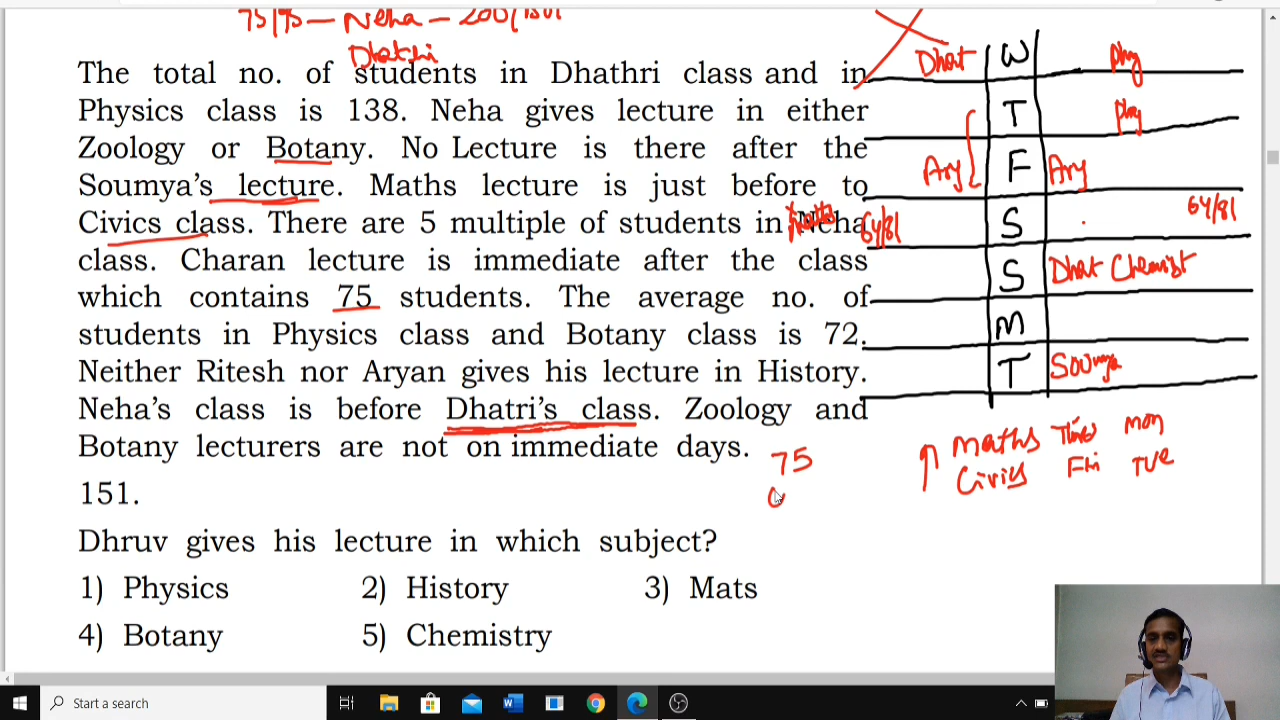 75/75 – Neha – 200/150
Dhathri
The total no. of students in Dhathri class and in
Physics class is 138. Neha gives lecture in either
Zoology or Botany. No Lecture is there after the
Soumya's lecture. Maths lecture is just before to
Civics class. There are 5 multiple of students in Neha
class. Charan lecture is immediate after the class
which contains 75 students. The average no. of
students in Physics class and Botany class is 72.
Neither Ritesh nor Aryan gives his lecture in History.
Neha's class is before Dhatri's class. Zoology and
Botany lecturers are not on immediate days.
75
151.
Dhruv gives his lecture in which subject?
1) Physics 2) History 3) Mats
4) Botany 5) Chemistry
Dhat W Phy
T Phy
Ary F Ary
64/81 S 64/81
S Dhat Chemist
M
T Soumya
Maths Thurs Mon
Civics Fri Tue
Start a search